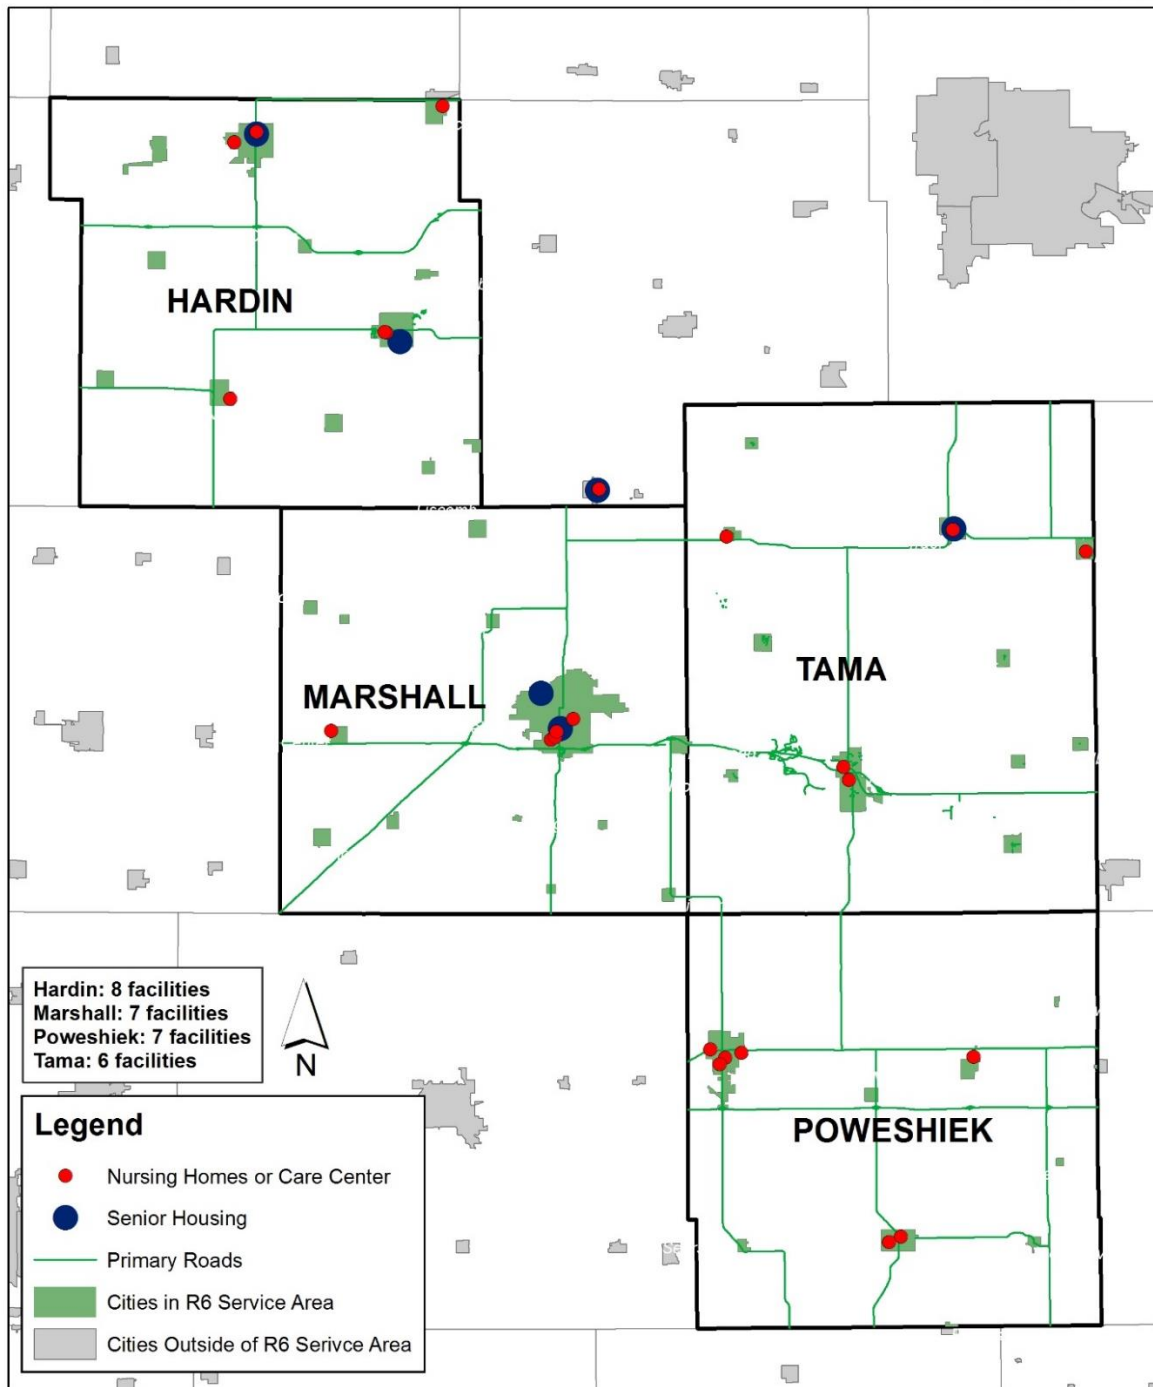 HARDIN
MARSHALL
TAMA
POWESHIEK
Hardin: 8 facilities
Marshall: 7 facilities
Poweshiek: 7 facilities
Tama: 6 facilities
N
Legend
Nursing Homes or Care Center
Senior Housing
Primary Roads
Cities in R6 Service Area
Cities Outside of R6 Serivce Area